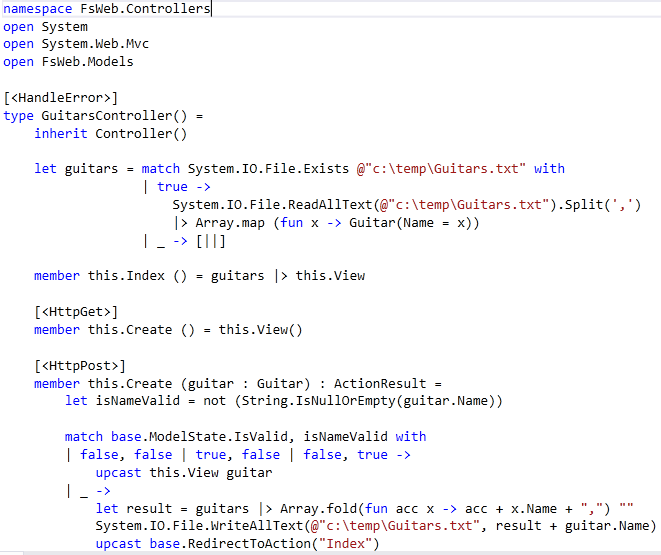 namespace FsWeb.Controllers
open System
open System.Web.Mvc
open FsWeb.Models
[<HandleError>]
type GuitarsController() =
    inherit Controller()
    let guitars = match System.IO.File.Exists @"c:\temp\Guitars.txt" with
                  | true ->
                      System.IO.File.ReadAllText(@"c:\temp\Guitars.txt").Split(',')
                      |> Array.map (fun x -> Guitar(Name = x))
                  | _ -> [||]
    member this.Index () = guitars |> this.View
    [<HttpGet>]
    member this.Create () = this.View()
    [<HttpPost>]
    member this.Create (guitar : Guitar) : ActionResult =
        let isNameValid = not (String.IsNullOrEmpty(guitar.Name))
        match base.ModelState.IsValid, isNameValid with
        | false, false | true, false | false, true ->
            upcast this.View guitar
        | _ ->
            let result = guitars |> Array.fold(fun acc x -> acc + x.Name + ",") ""
            System.IO.File.WriteAllText(@"c:\temp\Guitars.txt", result + guitar.Name)
            upcast base.RedirectToAction("Index")